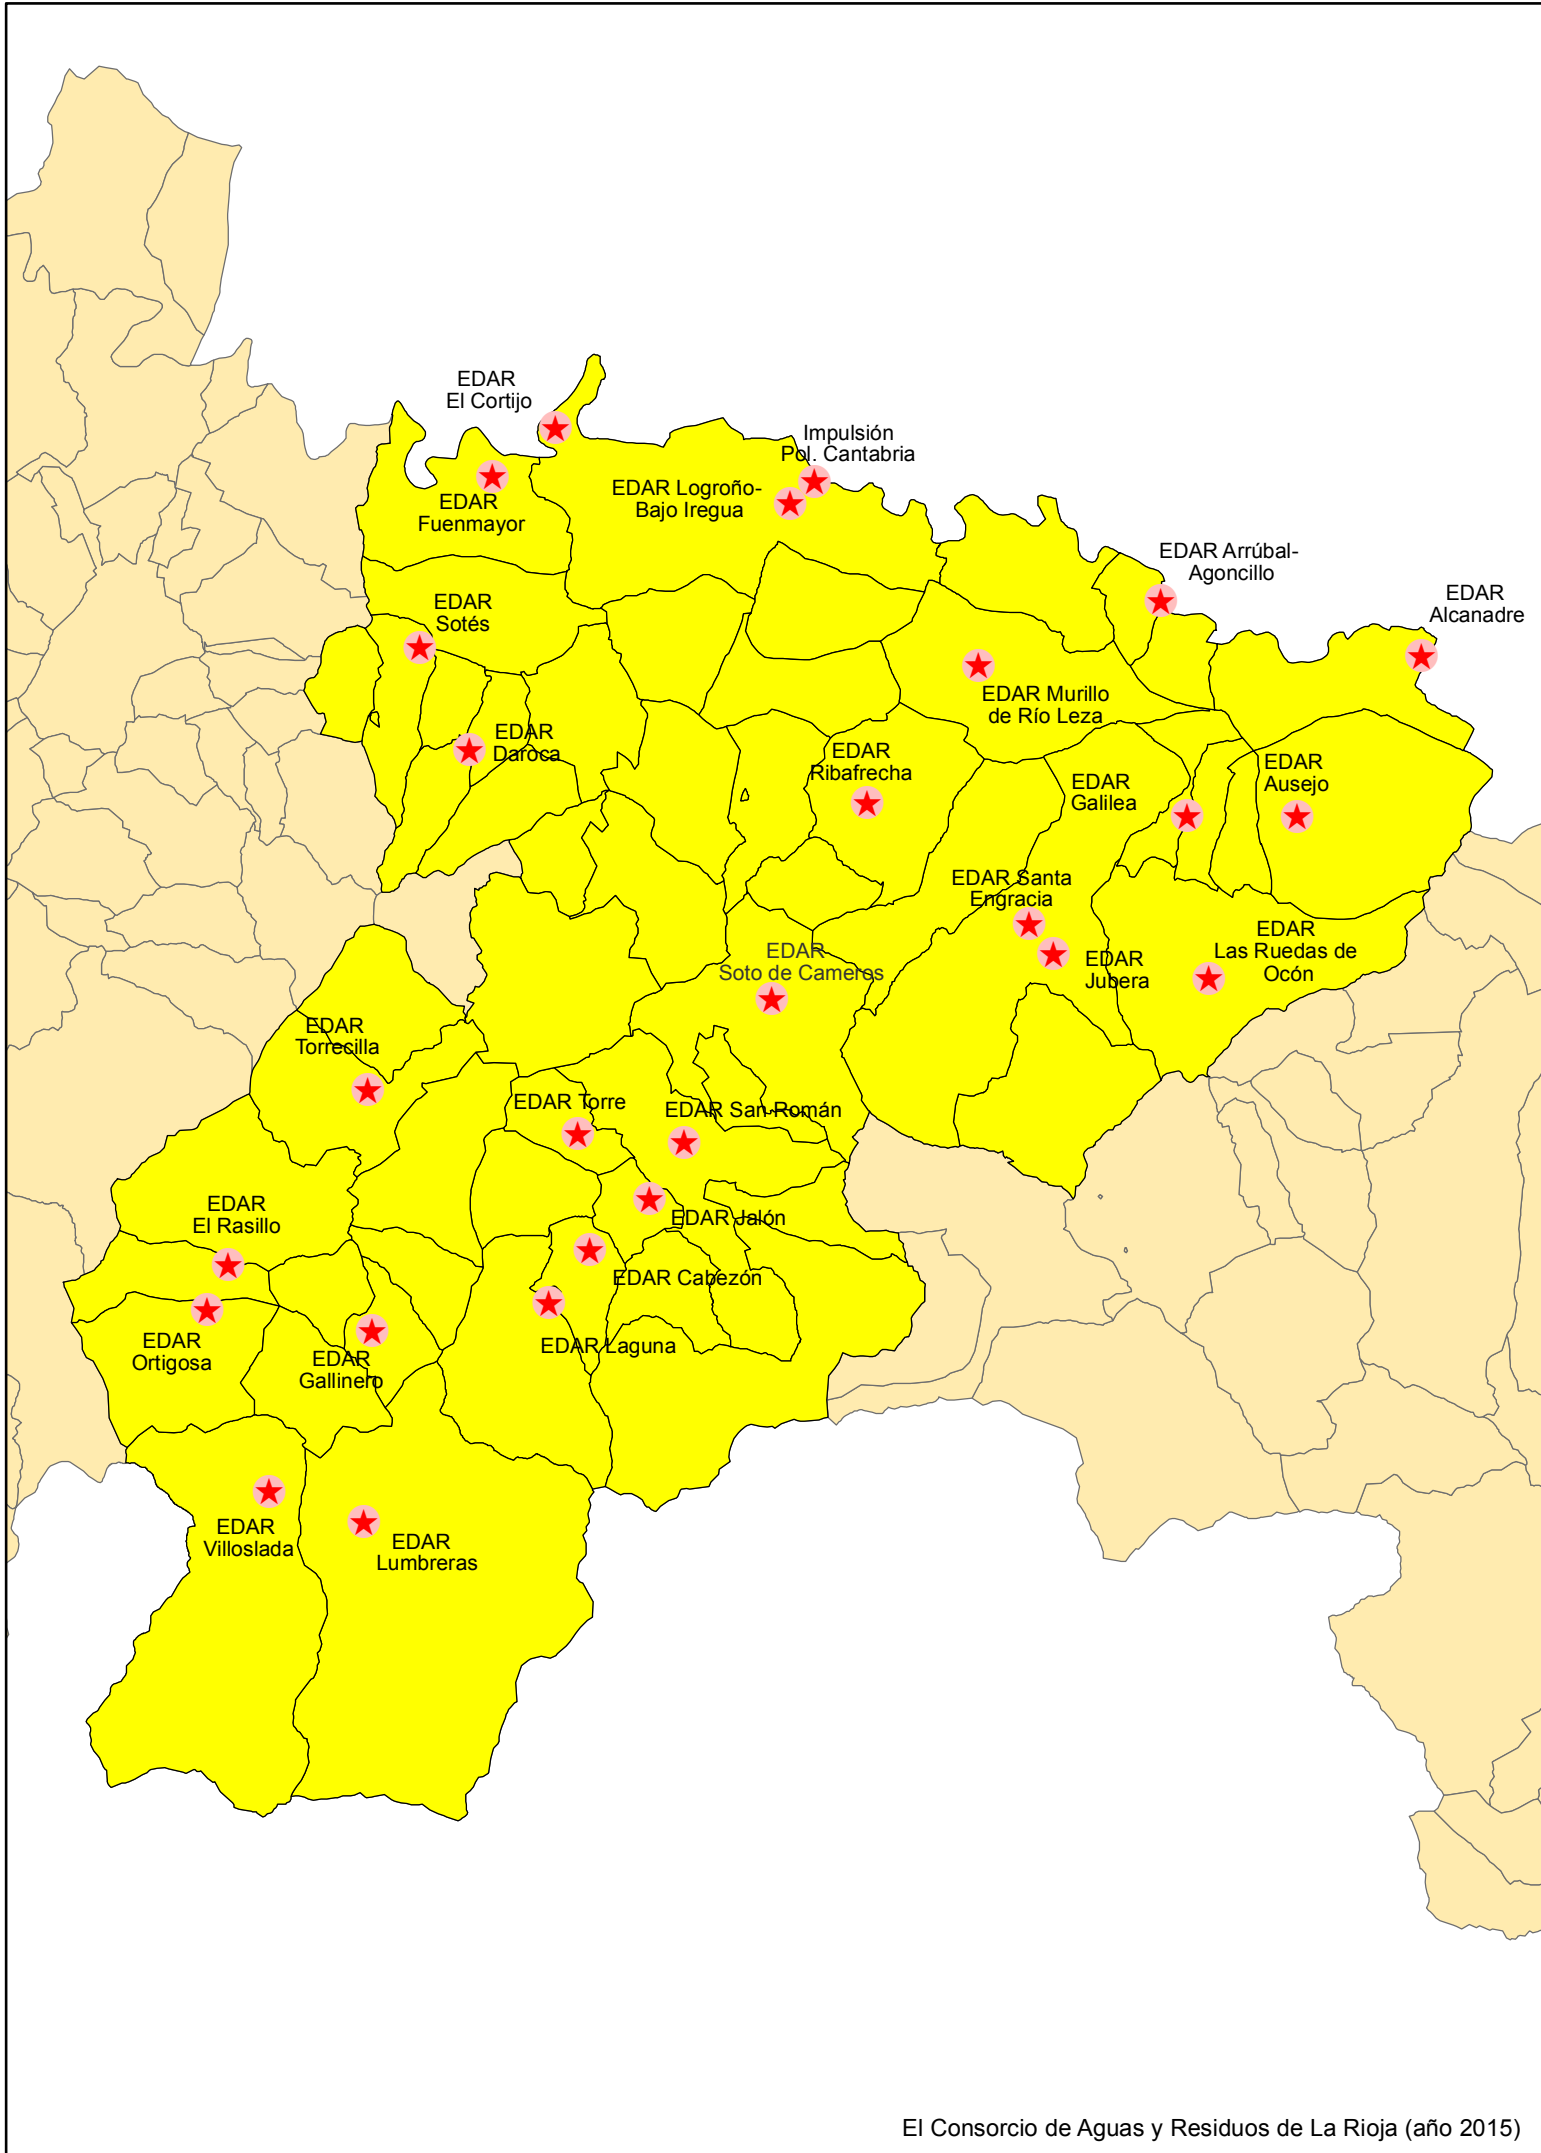 EDAR
El Cortijo
Impulsión
Pol. Cantabria
EDAR Logroño-
Bajo Iregua
EDAR
Fuenmayor
EDAR Arrúbal-
Agoncillo
EDAR
Alcanadre
EDAR
Sotés
EDAR Murillo
de Río Leza
EDAR
Daroca
EDAR
Ribafrecha
EDAR
Galilea
EDAR
Ausejo
EDAR Santa
Engracia
EDAR
Jubera
EDAR
Las Ruedas de
Ocón
EDAR
Soto de Cameros
EDAR
Torrecilla
EDAR Torre
EDAR San Román
EDAR
El Rasillo
EDAR Jalón
EDAR Cabezón
EDAR Laguna
EDAR
Ortigosa
EDAR
Gallinero
EDAR
Villoslada
EDAR
Lumbreras
El Consorcio de Aguas y Residuos de La Rioja (año 2015)